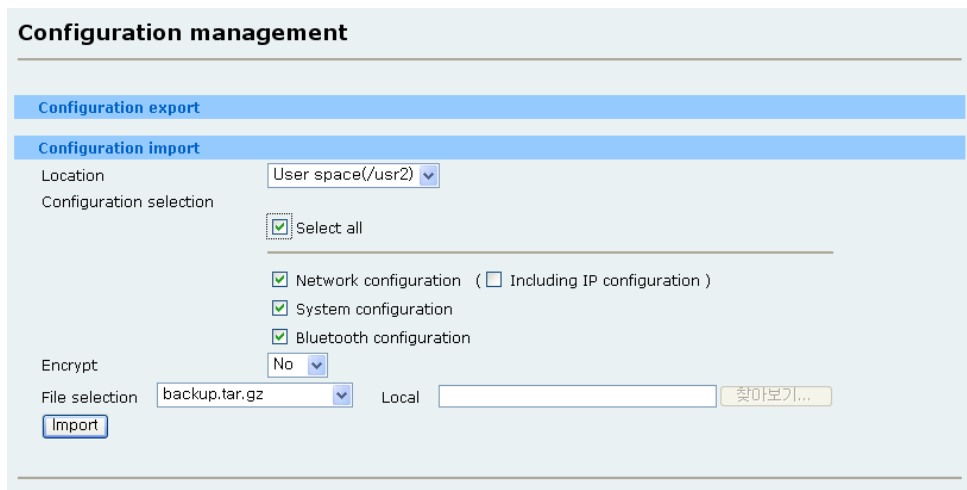 Configuration management
Configuration export
Configuration import
Location User space(/usr2)
Configuration selection
Select all
Network configuration ( Including IP configuration )
System configuration
Bluetooth configuration
Encrypt No
File selection backup.tar.gz Local 찾아보기...
Import